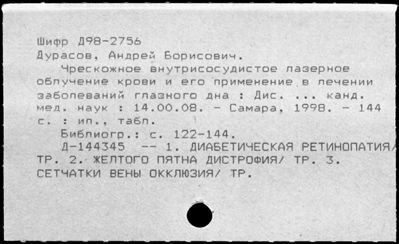 Шифр Д98-2756
Дурасов, Андрей Борисович.
Чрескожное внутрисосудистое лазерное
облучение крови и его применение в лечении
заболеваний глазного дна : Дис. ... канд.
мед. наук : 14.00.08. - Самара, 1998. - 144
с. : ил., табл.
Библиогр.: с. 122-144.
Д-144345 -- 1. ДИАБЕТИЧЕСКАЯ РЕТИНОПАТИЯ/
ТР. 2. ЖЕЛТОГО ПЯТНА ДИСТРОФИЯ/ ТР. 3.
СЕТЧАТКИ ВЕНЫ ОККЛЮЗИЯ/ ТР.